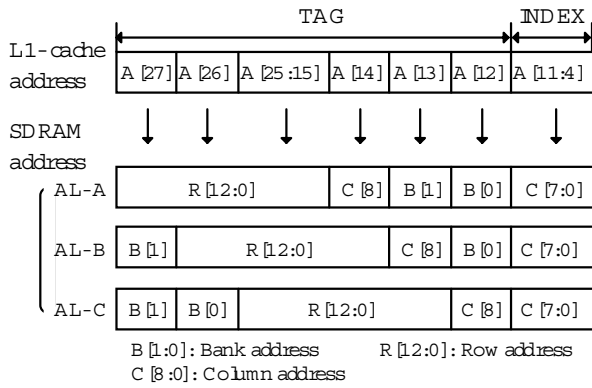 TAG INDEX
L1-cache address A [27] A [26] A [25:15] A [14] A [13] A [12] A [11:4]
SDRAM address
AL-A R [12:0] C [8] B [1] B [0] C [7:0]
AL-B B [1] R [12:0] C [8] B [0] C [7:0]
AL-C B [1] B [0] R [12:0] C [8] C [7:0]
B [1:0]: Bank address R [12:0]: Row address
C [8:0]: Column address